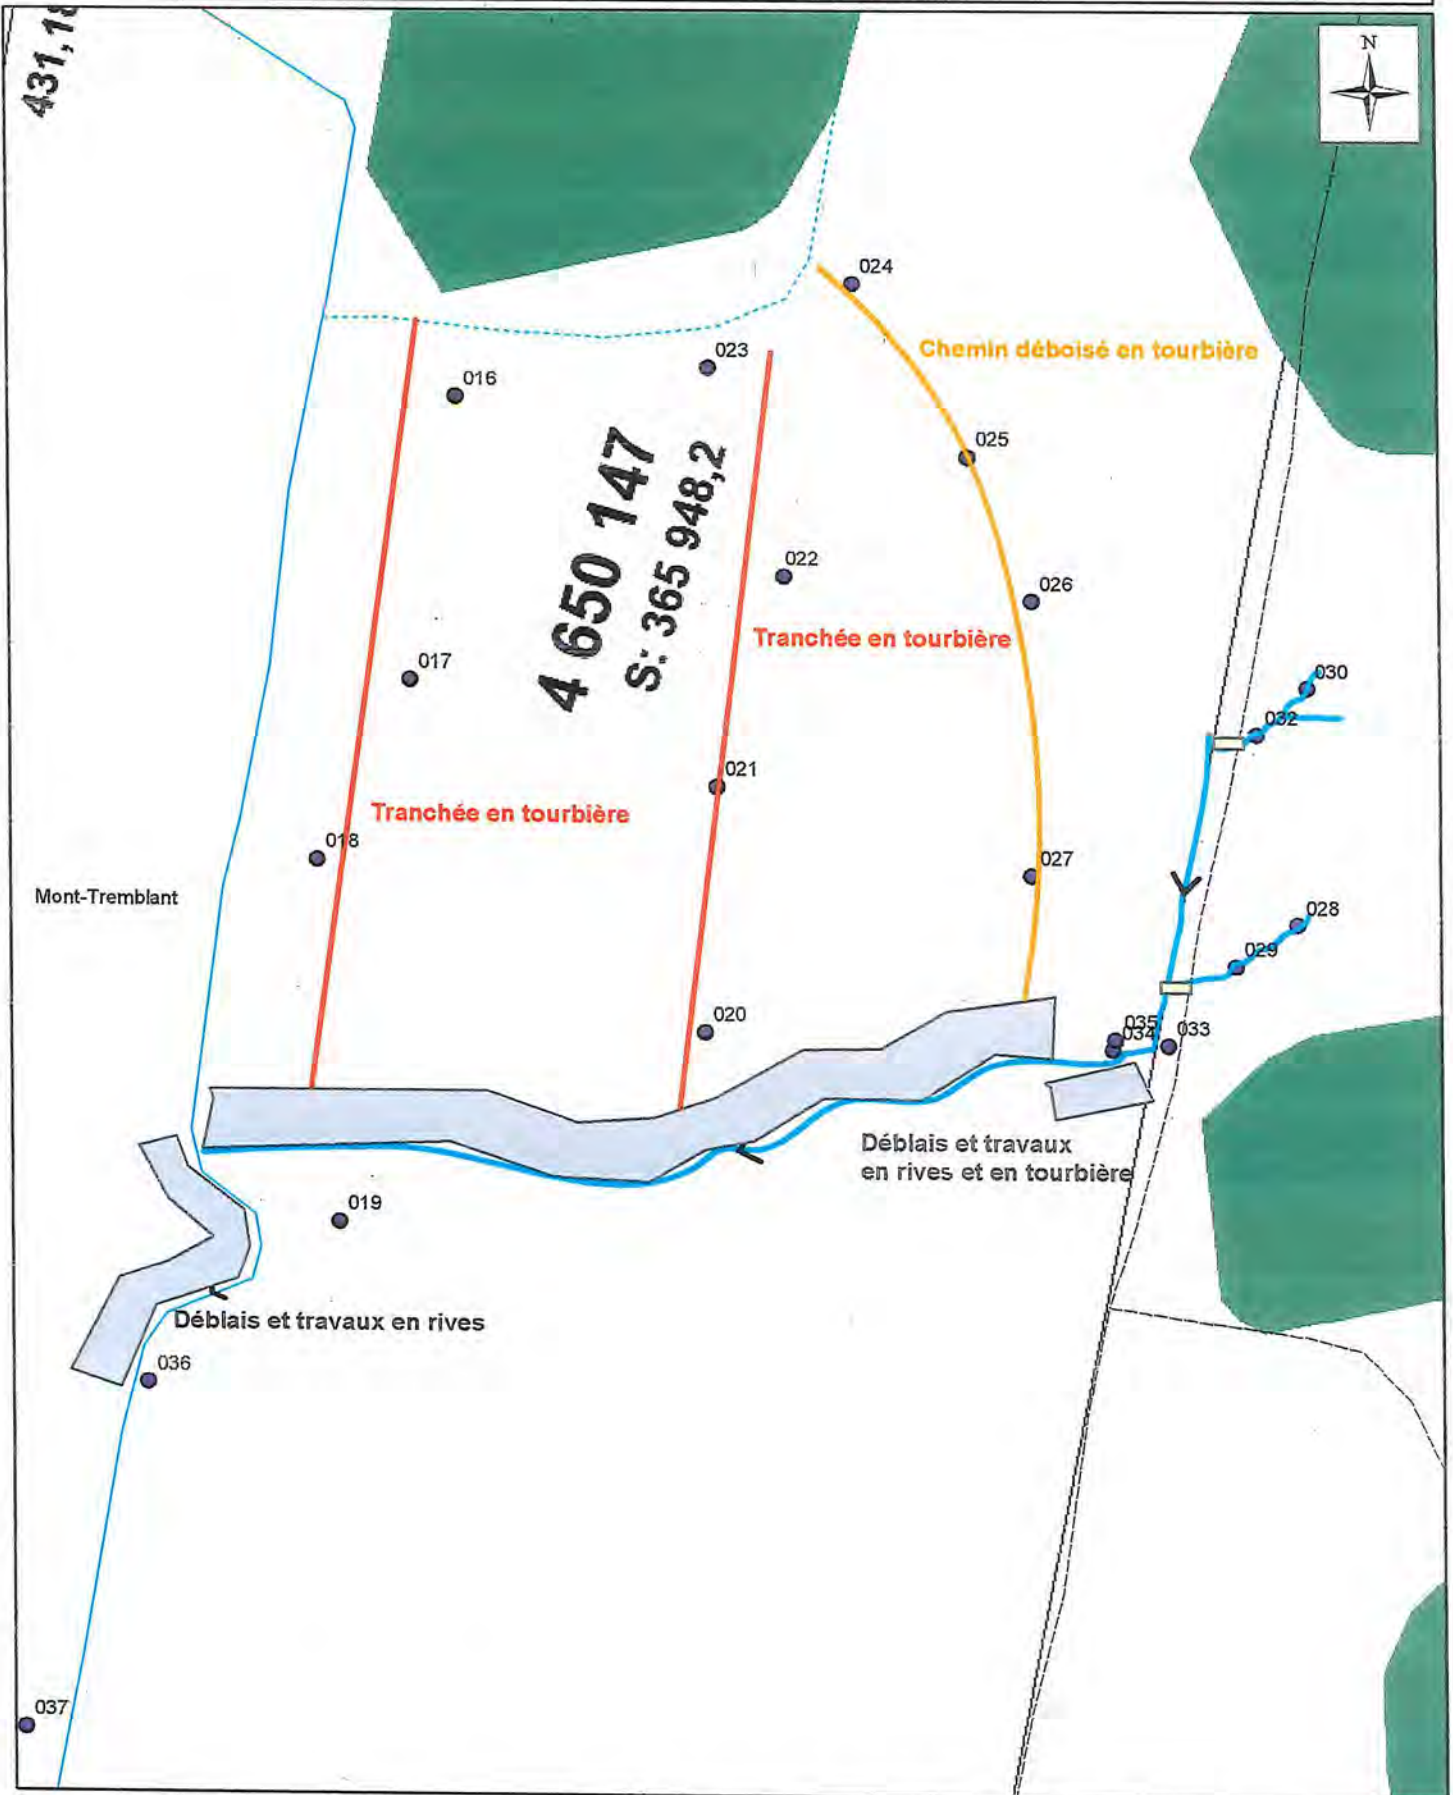 431,18
N
024
Chemin déboisé en tourbière
023
016
025
4 650 147
S: 365 948,2
022
026
Tranchée en tourbière
017
030
032
021
Tranchée en tourbière
018
027
Mont-Tremblant
028
029
020
035
034
033
Déblais et travaux
en rives et en tourbière
019
Déblais et travaux en rives
036
037